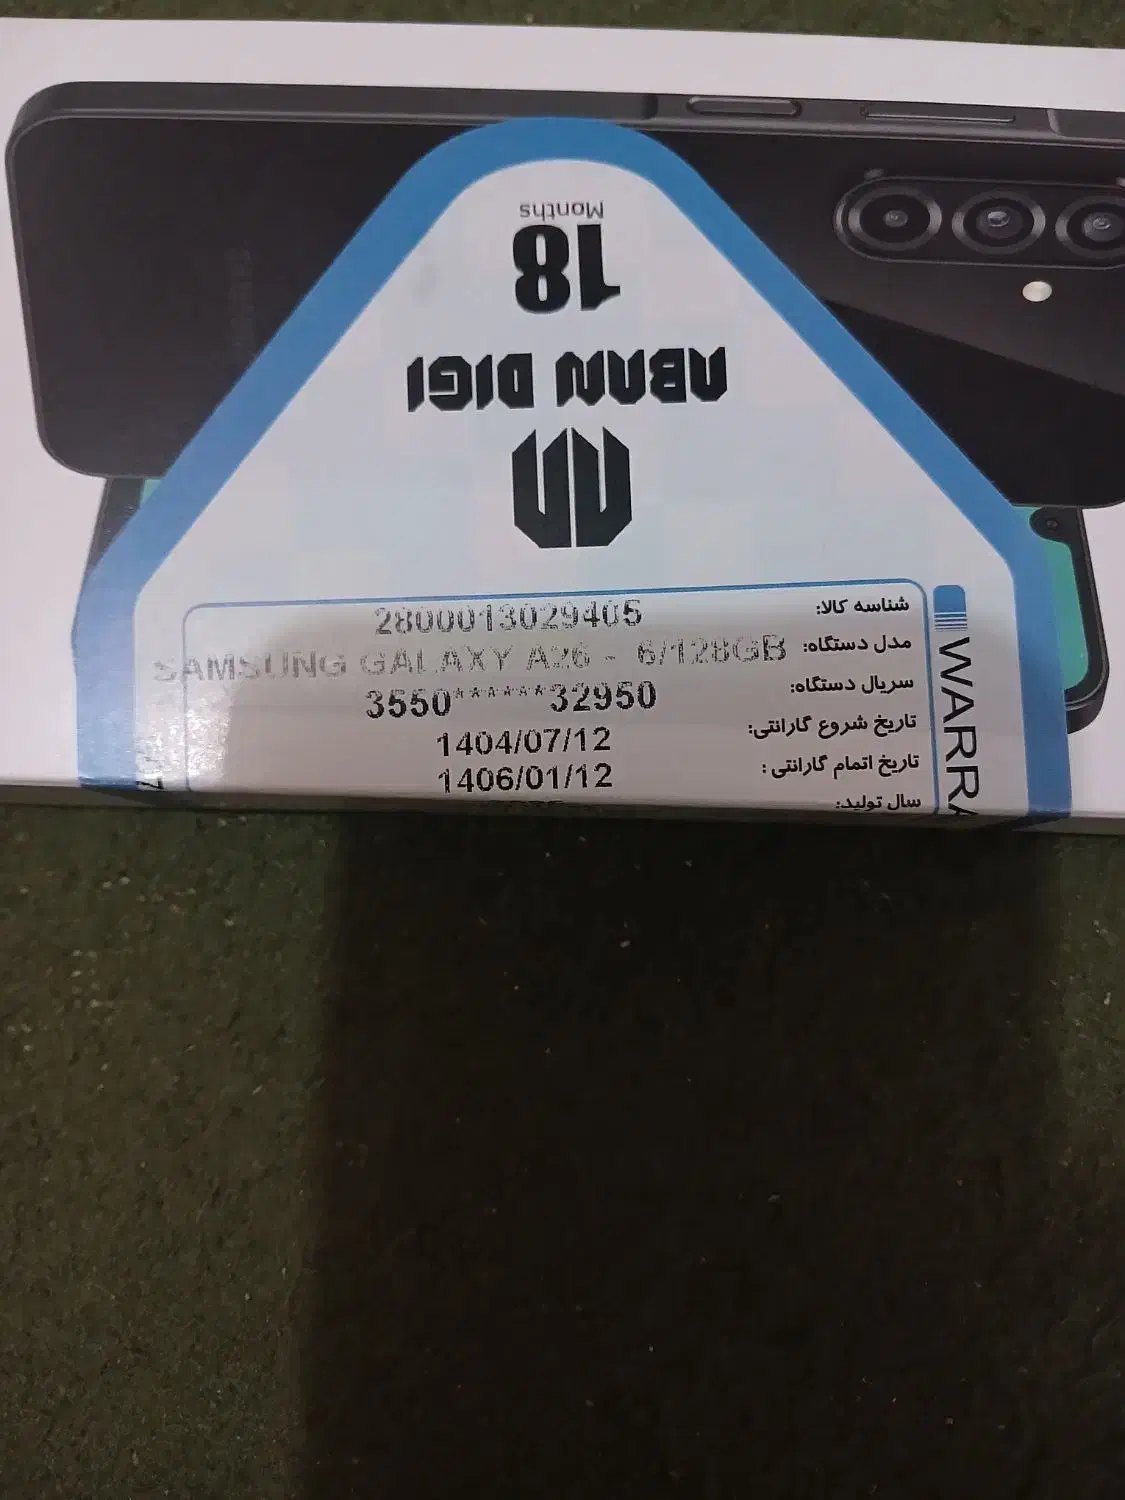 18
Months
ABAN DIGI
شناسه کالا: 2800013029405
مدل دستگاه: SAMSUNG GALAXY A26 - 6/128GB
سریال دستگاه: 3550******32950
تاریخ شروع گارانتی: 1404/07/12
تاریخ اتمام گارانتی : 1406/01/12
سال تولید: